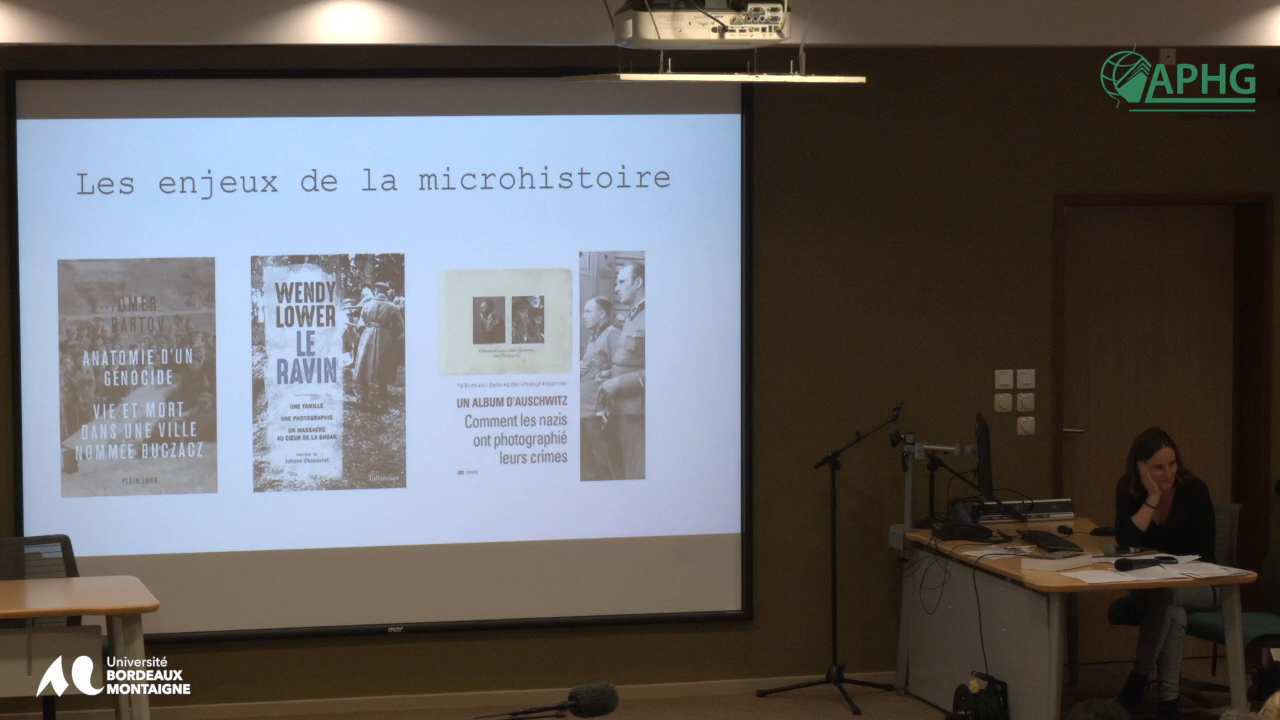 APHG
Les enjeux de la microhistoire
OMER
BARTOV
ANATOMIE D'UN
GÉNOCIDE
VIE ET MORT
DANS UNE VILLE
NOMMÉE BUCZACZ
PLEIN JOUR
WENDY
LOWER
LE
RAVIN
UNE FAMILLE
UNE PHOTOGRAPHIE
UN MASSACRE
AU CŒUR DE LA SHOAH
Tallandier
UN ALBUM D'AUSCHWITZ
Comment les nazis
ont photographié
leurs crimes
Université
BORDEAUX
MONTAIGNE